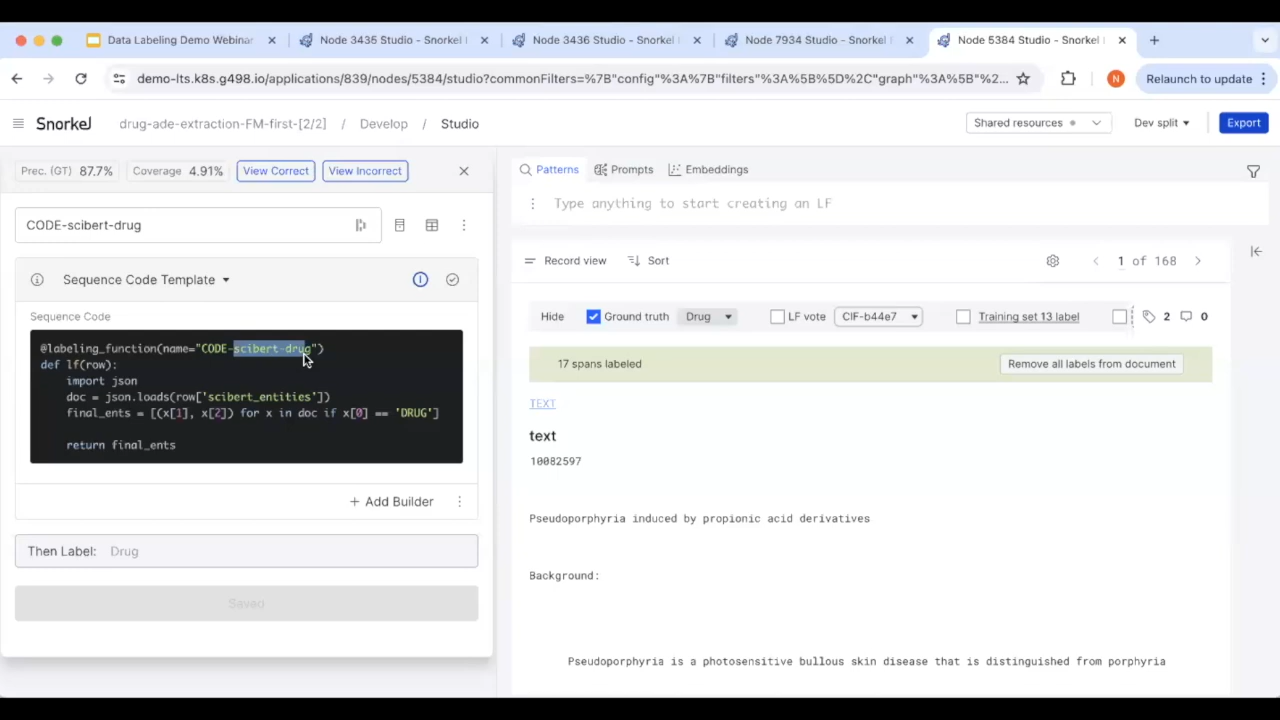 Data Labeling Demo Webinar
Node 3435 Studio - Snorkel
Node 3436 Studio - Snorkel
Node 7934 Studio - Snorkel
Node 5384 Studio - Snorkel
demo-lts.k8s.g498.io/applications/839/nodes/5384/studio?commonFilters=%7B"config"%3A%7B"filters"%3A%5B%5D%2C"graph"%3A%5B"%2...
N
Relaunch to update
Snorkel
drug-ade-extraction-FM-first-[2/2] / Develop / Studio
Shared resources
Dev split
Export
Prec. (GT) 87.7%
Coverage 4.91%
View Correct
View Incorrect
CODE-scibert-drug
Sequence Code Template
Sequence Code
@labeling_function(name="CODE-scibert-drug")
def lf(row):
import json
doc = json.loads(row['scibert_entities'])
final_ents = [(x[1], x[2]) for x in doc if x[0] == 'DRUG']
return final_ents
+ Add Builder
Then Label: Drug
Saved
Patterns
Prompts
Embeddings
Type anything to start creating an LF
Record view
Sort
1 of 168
Hide
Ground truth
Drug
LF vote
ClF-b44e7
Training set 13 label
2
0
17 spans labeled
Remove all labels from document
TEXT
text
10082597
Pseudoporphyria induced by propionic acid derivatives
Background:
Pseudoporphyria is a photosensitive bullous skin disease that is distinguished from porphyria